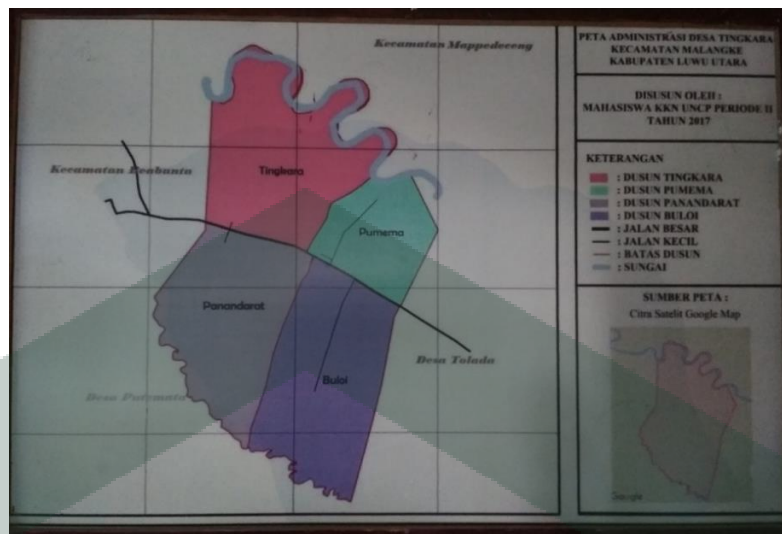 PETA ADMINISTRASI DESA TINGKARA
KECAMATAN MALANGKE
KABUPATEN LUWU UTARA
DISUSUN OLEH :
MAHASISWA KKN UNCP PERIODE II
TAHUN 2017
KETERANGAN
: DUSUN TINGKARA
: DUSUN PUMEMA
: DUSUN PANANDARAT
: DUSUN BULOI
: JALAN BESAR
: JALAN KECIL
: BATAS DUSUN
: SUNGAI
SUMBER PETA :
Citra Satelit Google Map
Google
Kecamatan Mappedeceng
Kecamatan
Tingkara
Pumema
Panandarat
Desa Tolada
Buloi
Desa